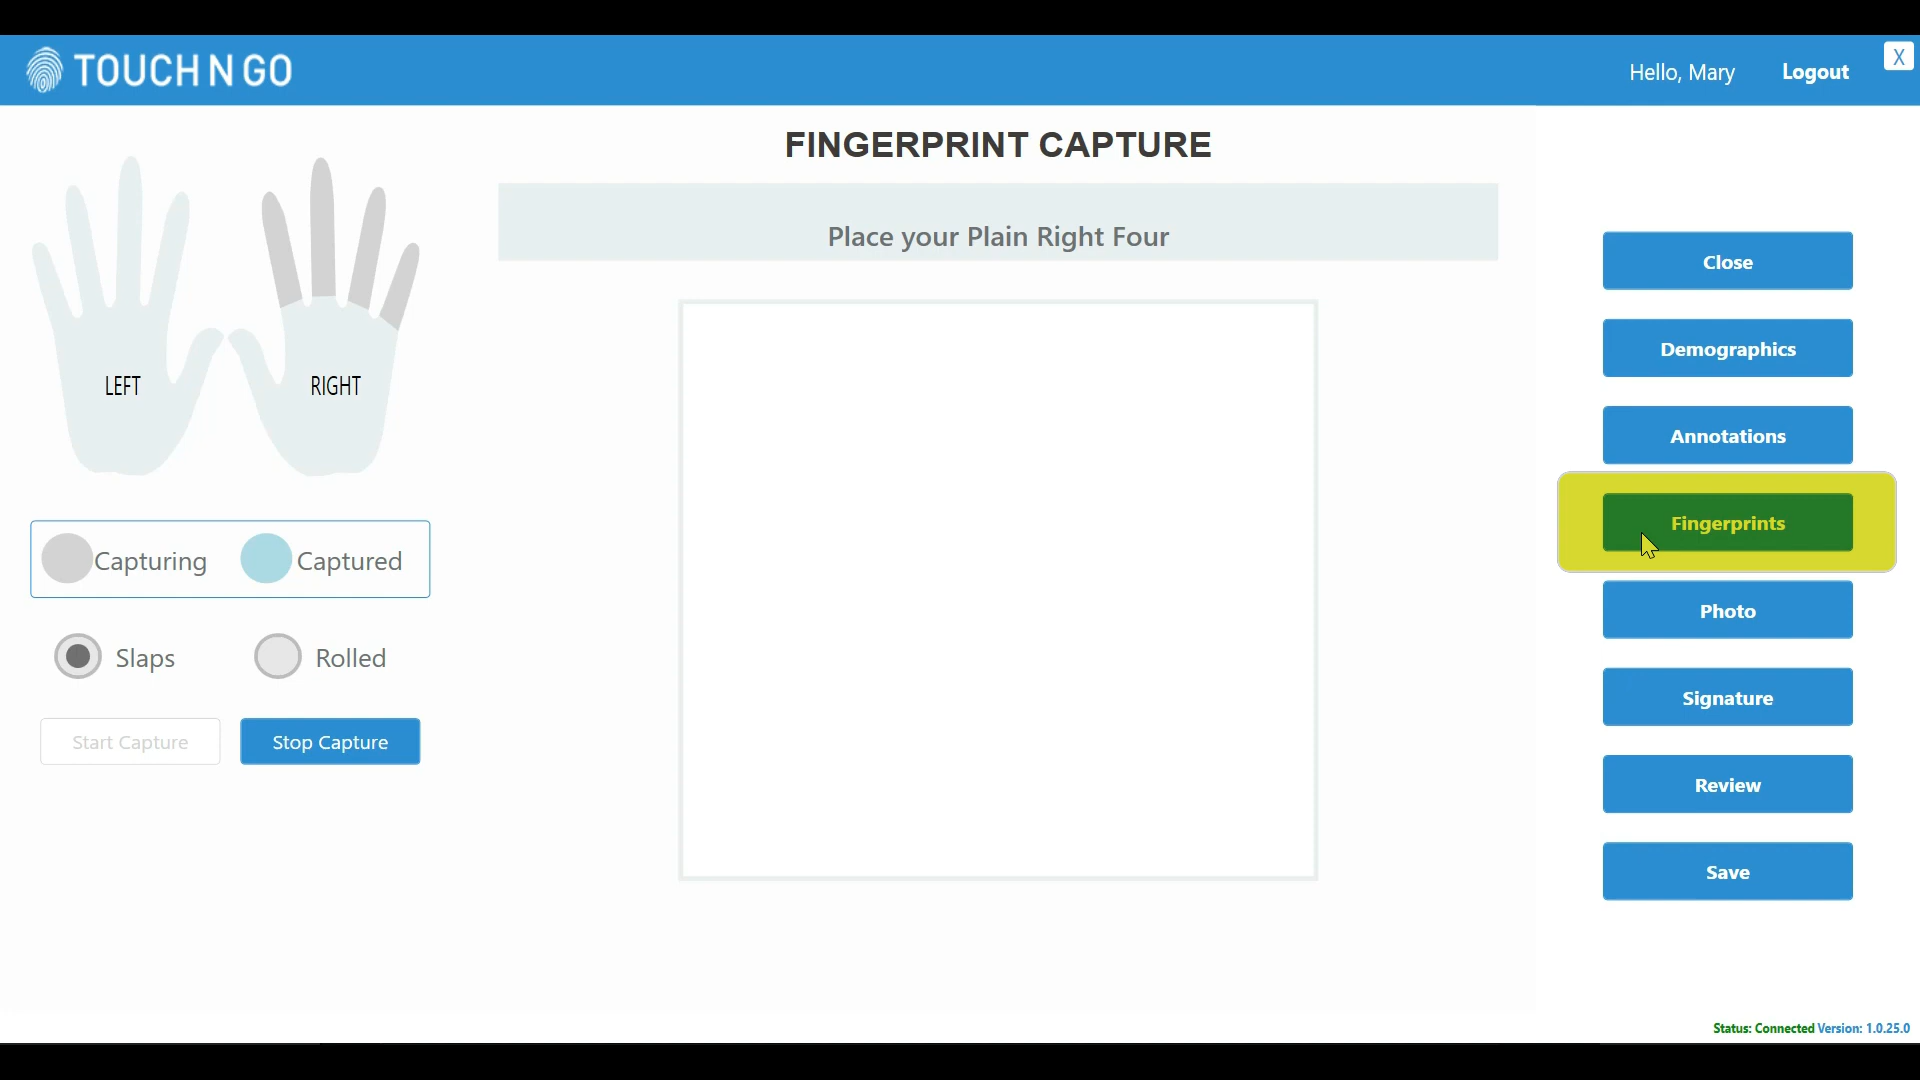 TOUCH N GO
Hello, Mary
Logout
X
FINGERPRINT CAPTURE
Place your Plain Right Four
LEFT
RIGHT
Capturing
Captured
Slaps
Rolled
Start Capture
Stop Capture
Close
Demographics
Annotations
Fingerprints
Photo
Signature
Review
Save
Status: Connected Version: 1.0.25.0